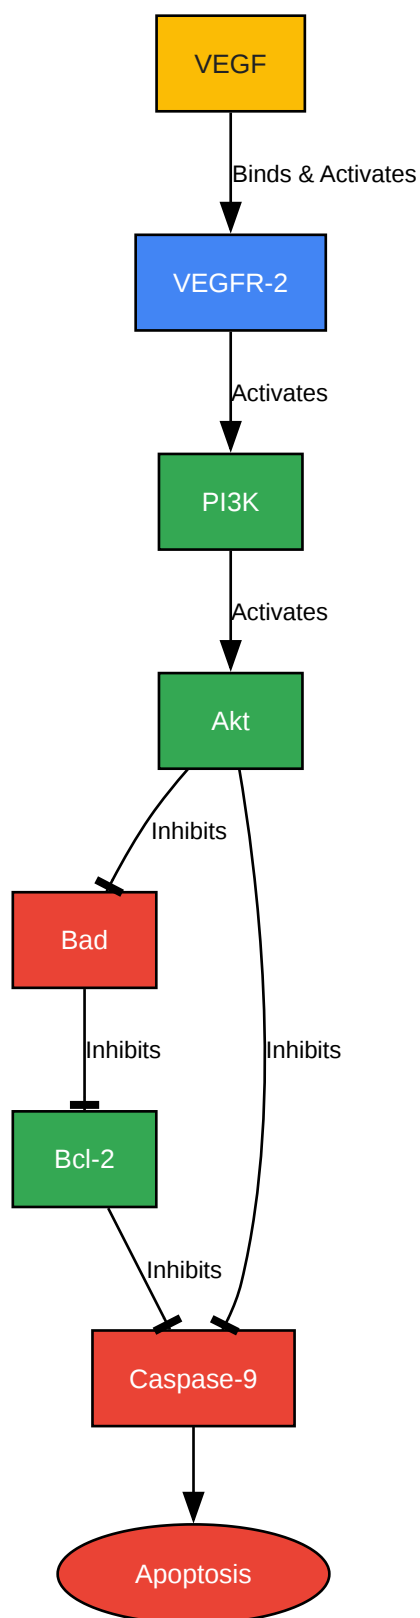 VEGF
Binds & Activates
VEGFR-2
Activates
PI3K
Activates
Akt
Inhibits
Bad
Inhibits
Inhibits
Bcl-2
Inhibits
Caspase-9
Apoptosis